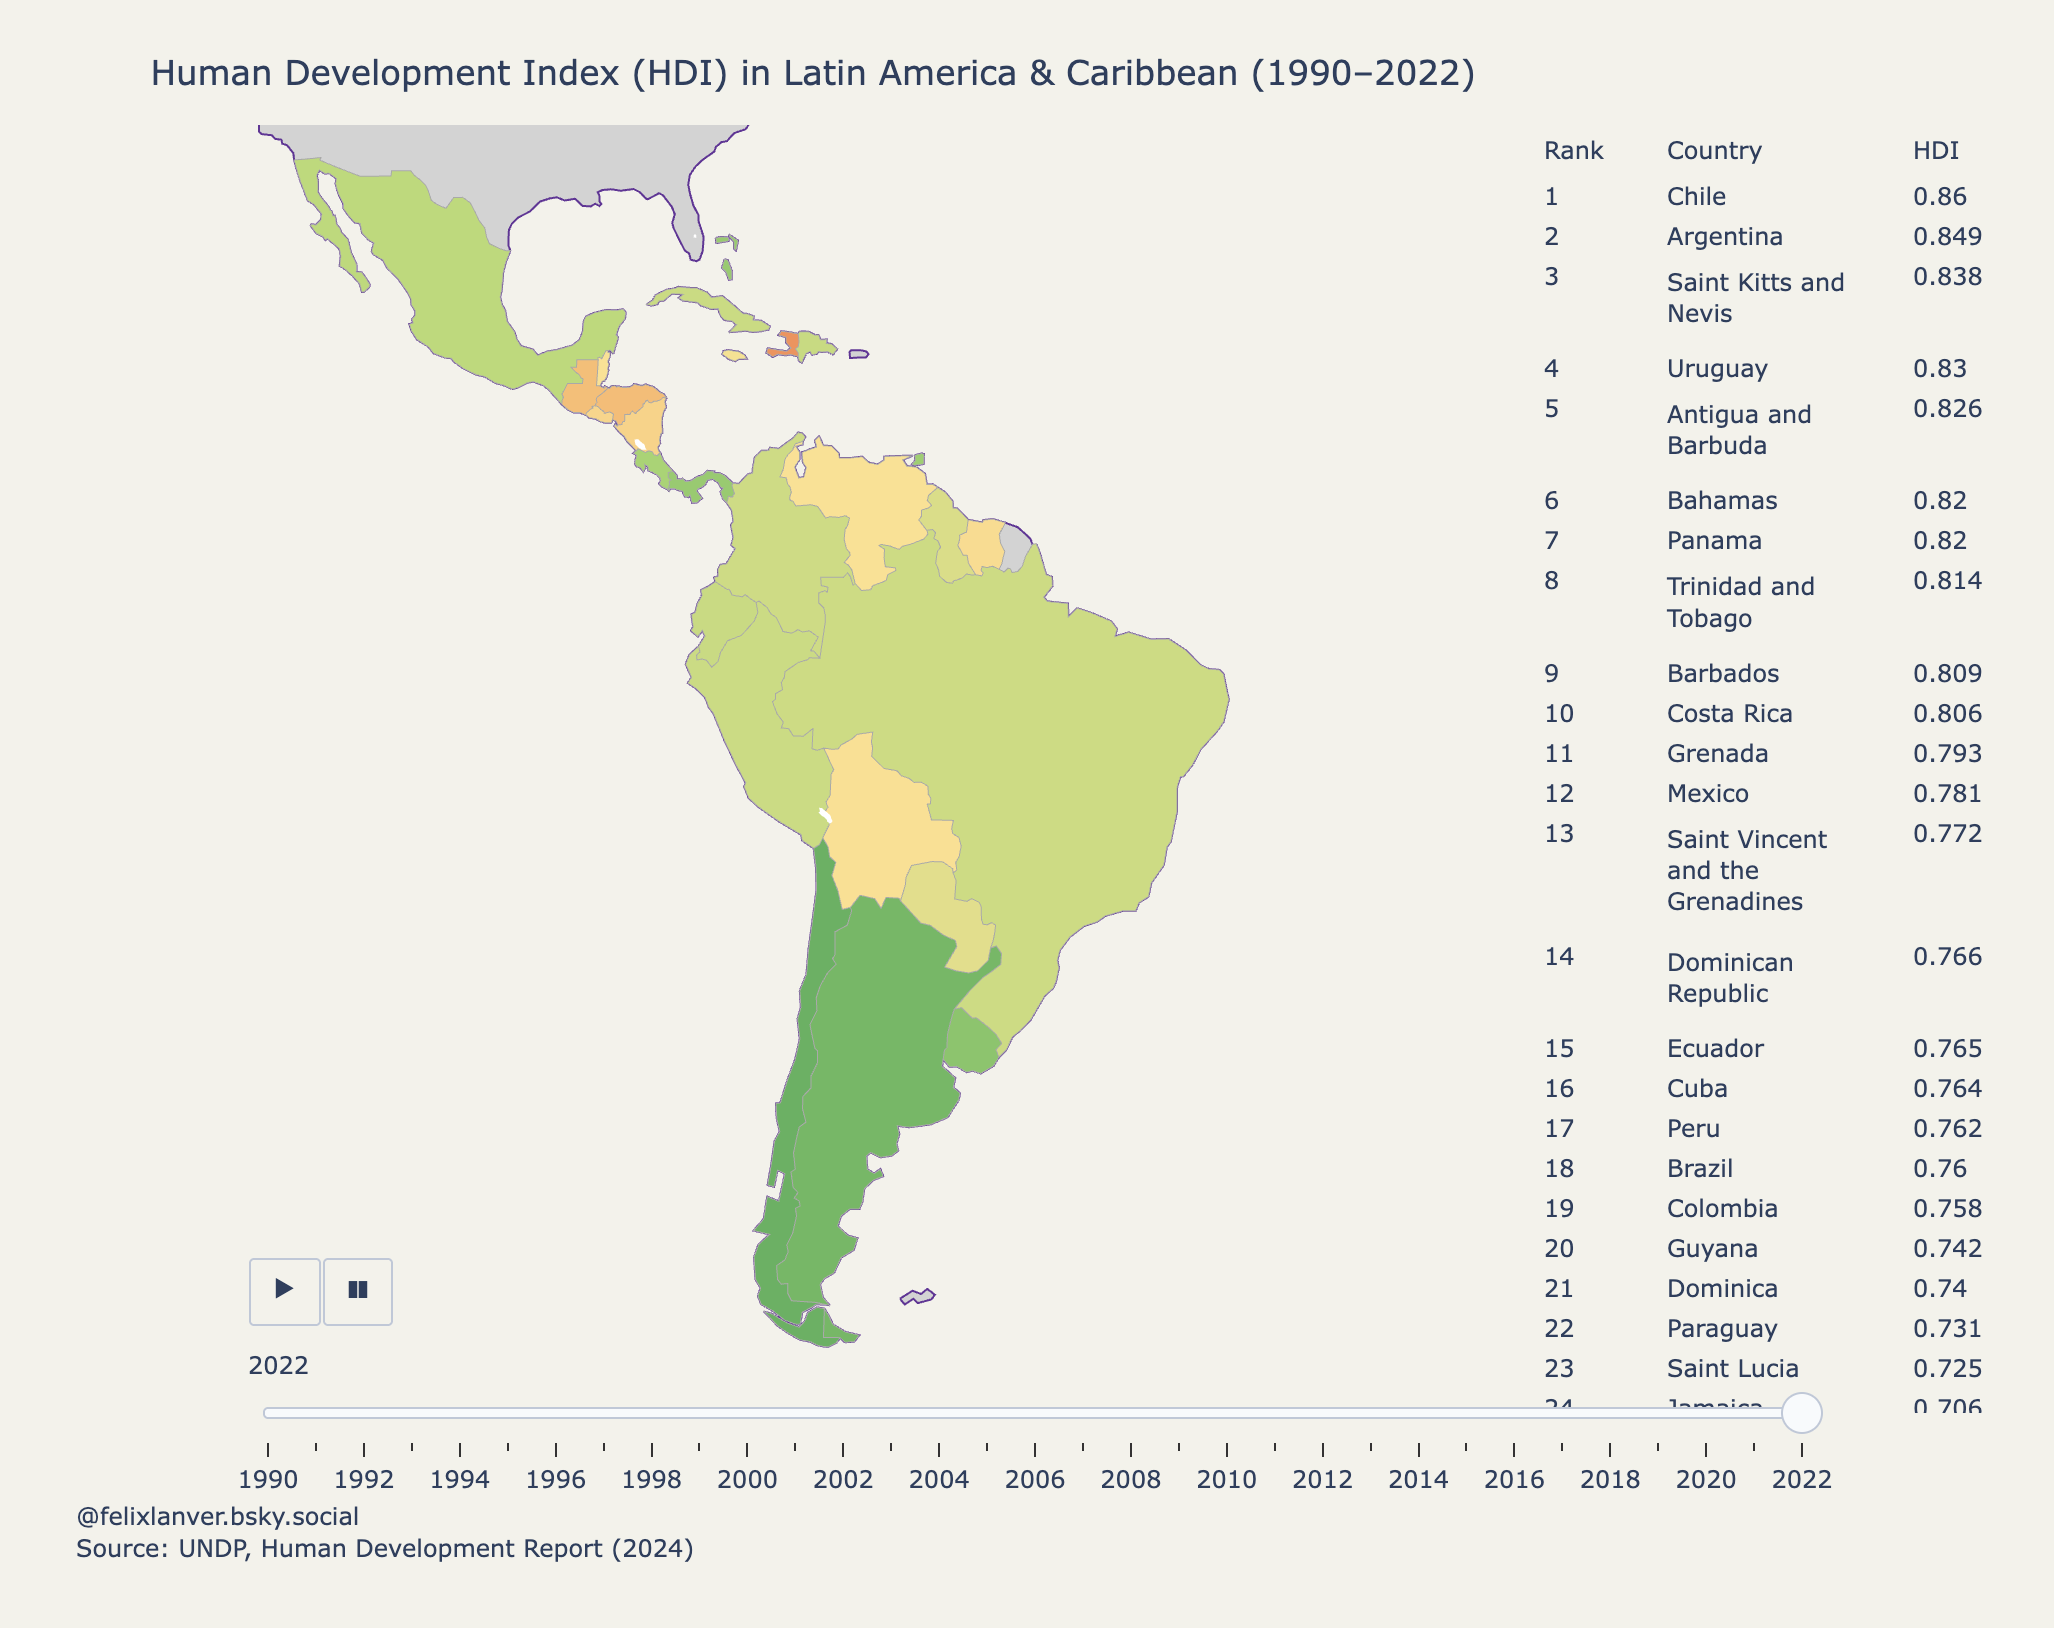 Human Development Index (HDI) in Latin America & Caribbean (1990–2022)
Rank Country HDI
1 Chile 0.86
2 Argentina 0.849
3 Saint Kitts and 0.838
Nevis
4 Uruguay 0.83
5 Antigua and 0.826
Barbuda
6 Bahamas 0.82
7 Panama 0.82
8 Trinidad and 0.814
Tobago
9 Barbados 0.809
10 Costa Rica 0.806
11 Grenada 0.793
12 Mexico 0.781
13 Saint Vincent 0.772
and the
Grenadines
14 Dominican 0.766
Republic
15 Ecuador 0.765
16 Cuba 0.764
17 Peru 0.762
18 Brazil 0.76
19 Colombia 0.758
20 Guyana 0.742
21 Dominica 0.74
22 Paraguay 0.731
23 Saint Lucia 0.725
24 Jamaica 0.706
2022
1990 1992 1994 1996 1998 2000 2002 2004 2006 2008 2010 2012 2014 2016 2018 2020 2022
@felixlanver.bsky.social
Source: UNDP, Human Development Report (2024)